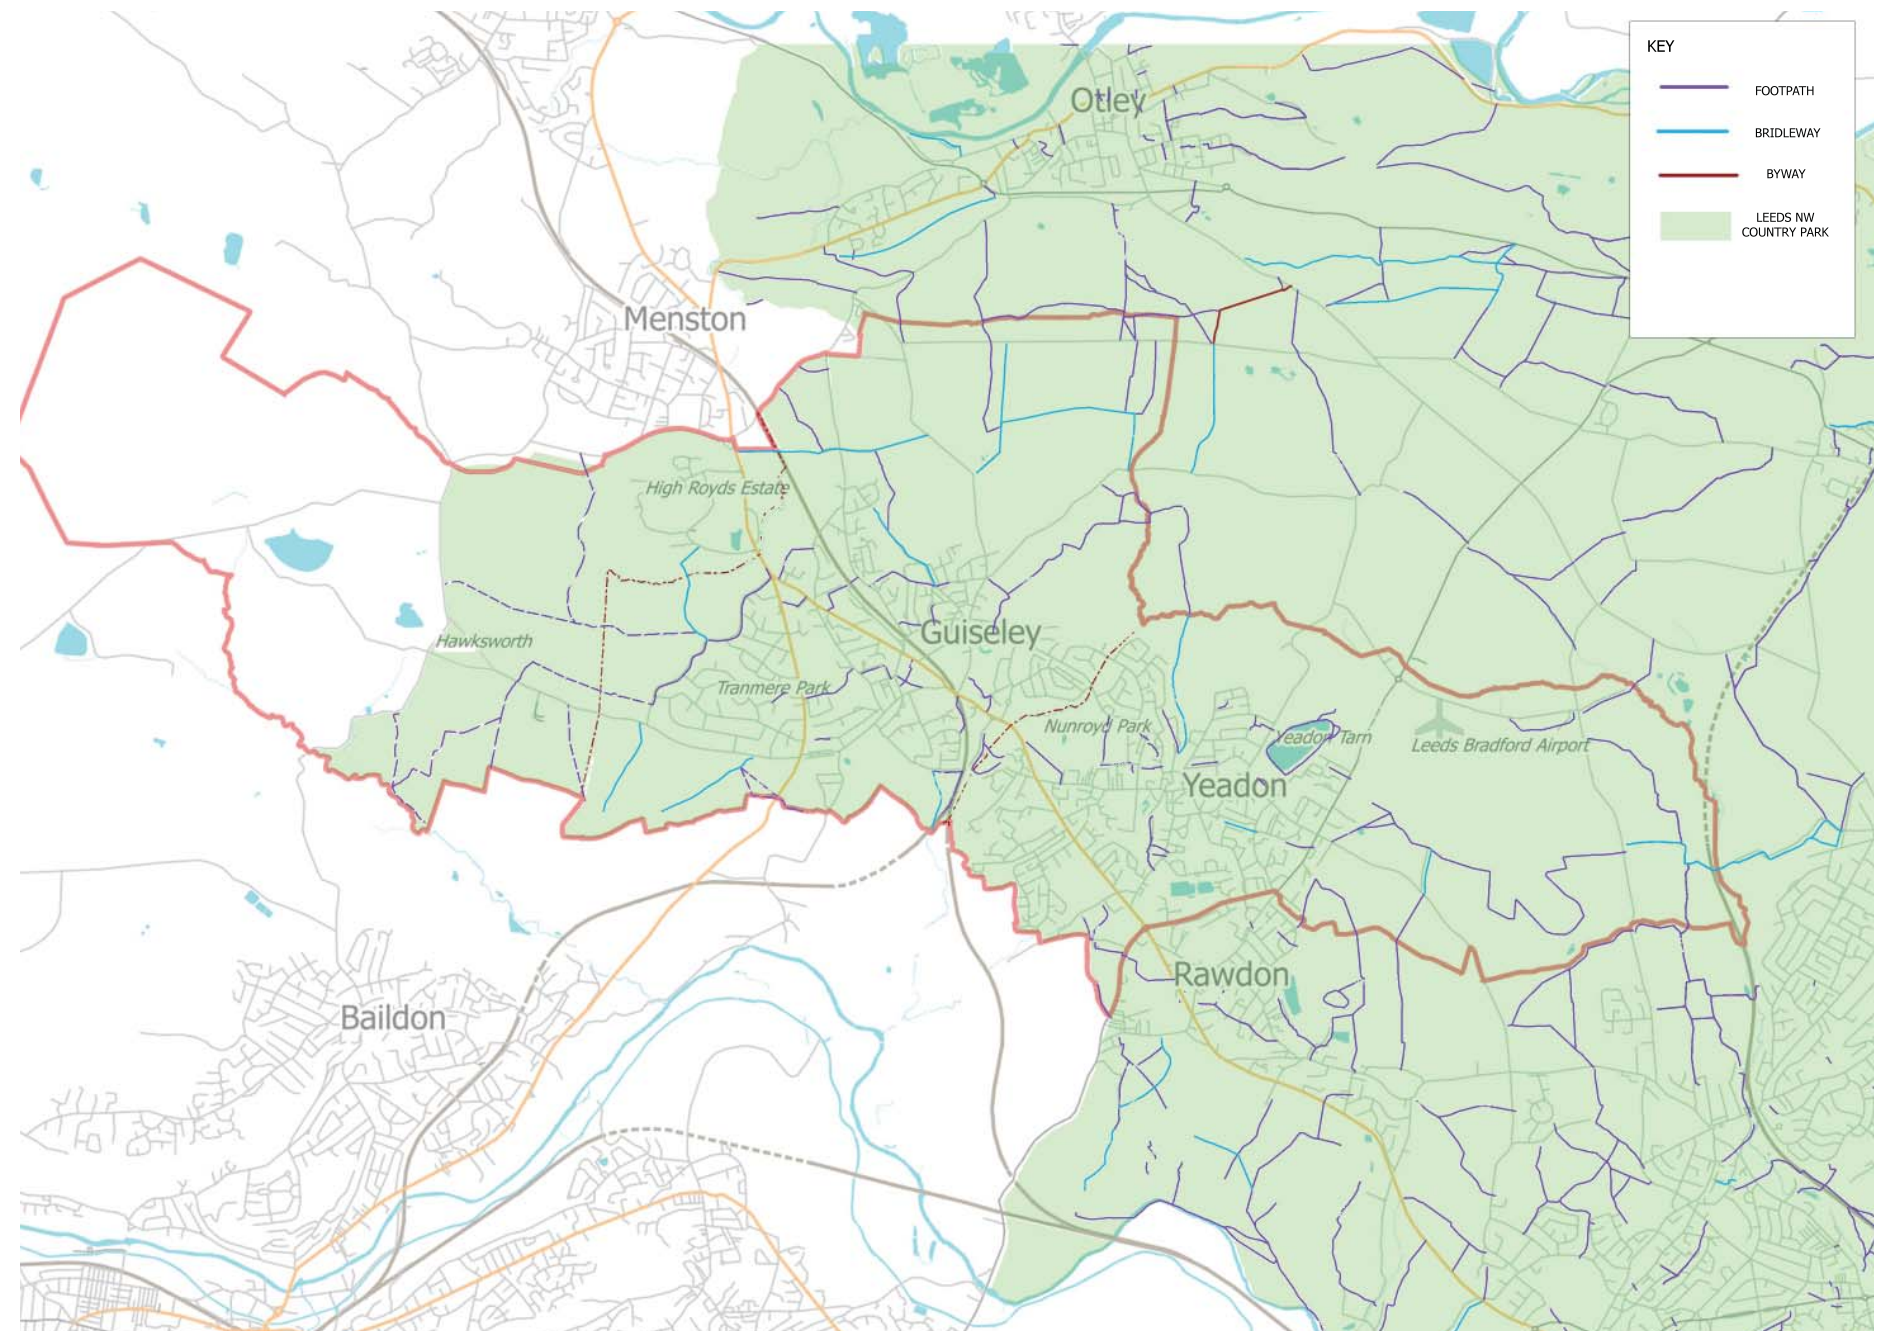 KEY
FOOTPATH
BRIDLEWAY
BYWAY
LEEDS NW
COUNTRY PARK
Otley
Menston
High Royds Estate
Hawksworth
Guiseley
Tranmere Park
Nunroyd Park
Yeadon Tarn
Leeds Bradford Airport
Yeadon
Rawdon
Baildon